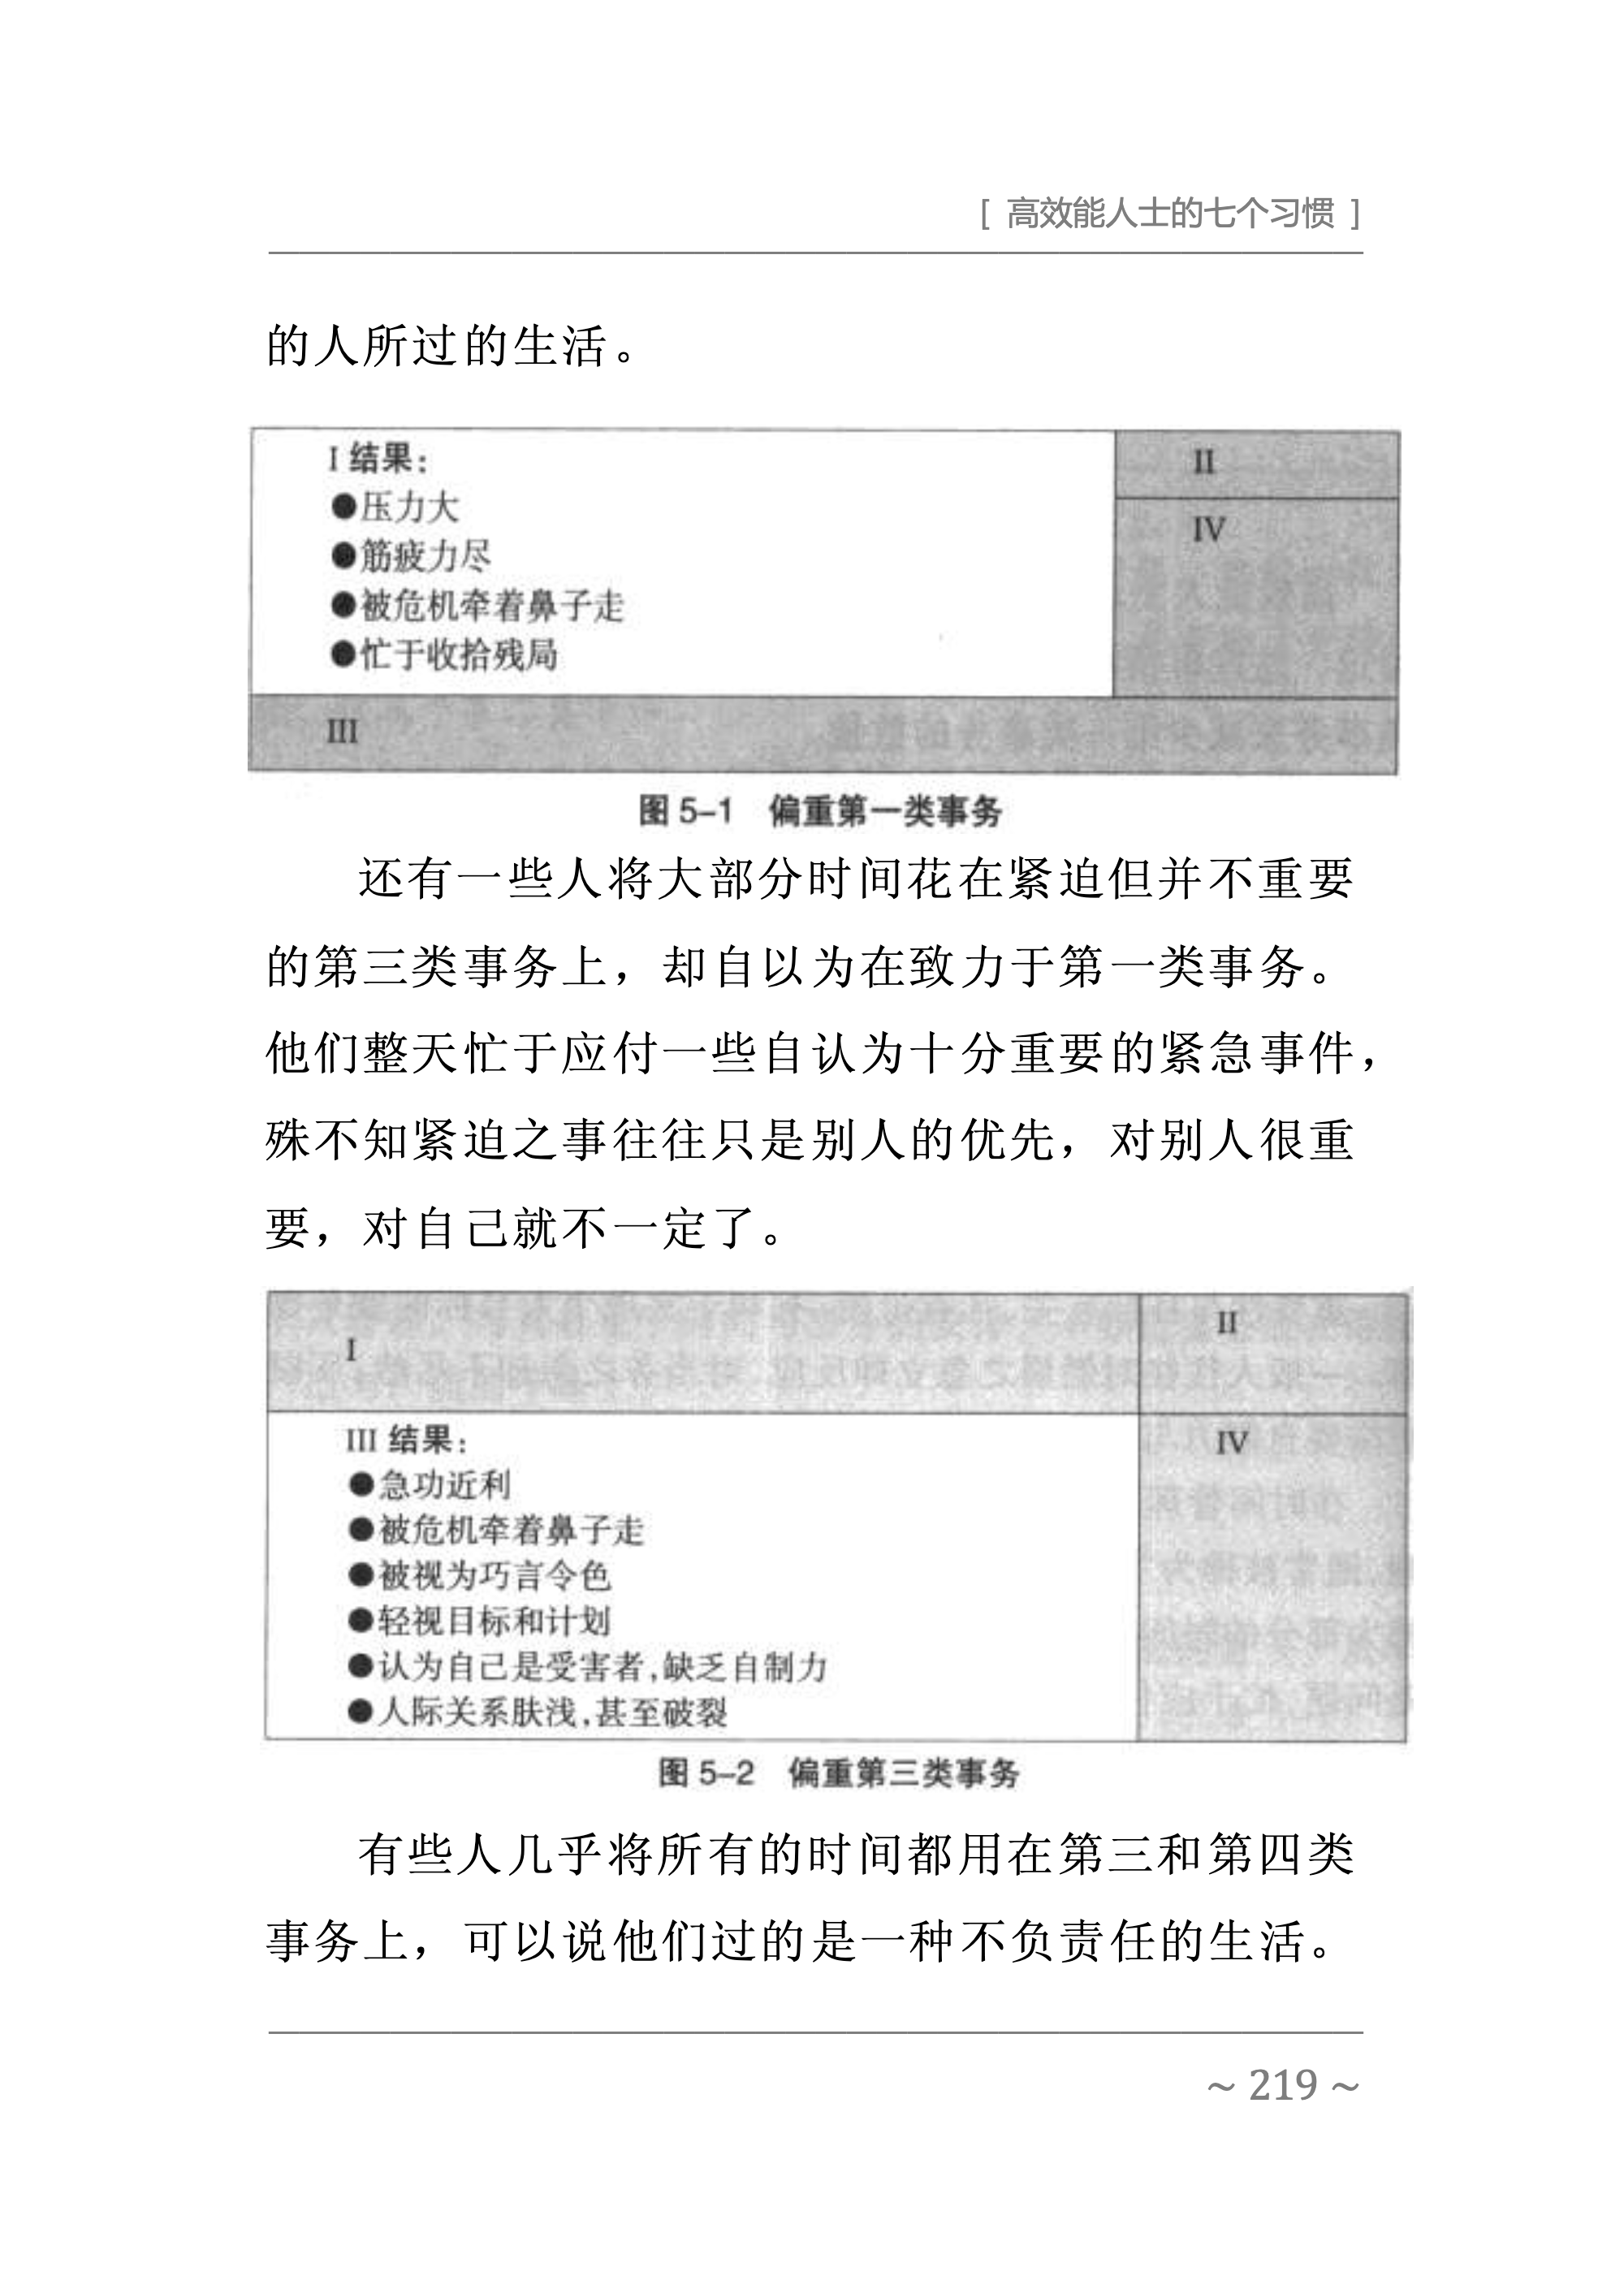 [ 高效能人士的七个习惯 ]
的人所过的生活。
I 结果：
●压力大
●筋疲力尽
●被危机牵着鼻子走
●忙于收拾残局
II
IV
III
图 5-1 偏重第一类事务
还有一些人将大部分时间花在紧迫但并不重要
的第三类事务上，却自以为在致力于第一类事务。
他们整天忙于应付一些自认为十分重要的紧急事件，
殊不知紧迫之事往往只是别人的优先，对别人很重
要，对自己就不一定了。
I
II
III 结果：
●急功近利
●被危机牵着鼻子走
●被视为巧言令色
●轻视目标和计划
●认为自己是受害者,缺乏自制力
●人际关系肤浅,甚至破裂
IV
图 5-2 偏重第三类事务
有些人几乎将所有的时间都用在第三和第四类
事务上，可以说他们过的是一种不负责任的生活。
~ 219 ~